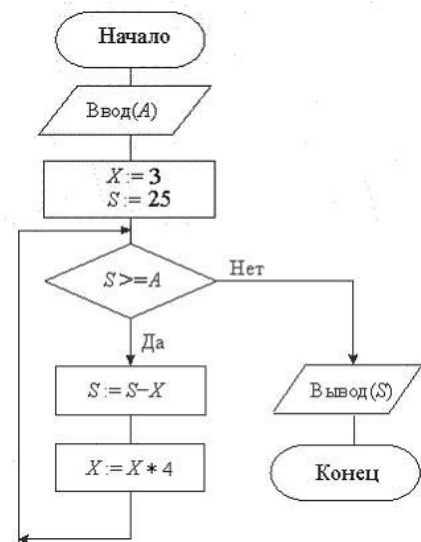 Начало
Ввод(A)
X := 3
S := 25
S >=A
Нет
Да
S := S–X
Вывод(S)
X := X * 4
Конец